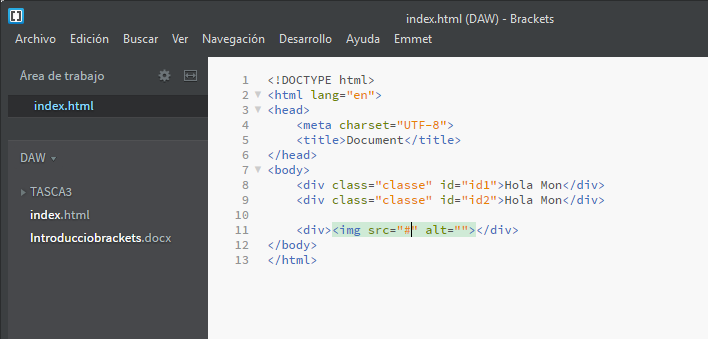 index.html (DAW) - Brackets
Archivo Edición Buscar Ver Navegación Desarrollo Ayuda Emmet
Área de trabajo
index.html
DAW
TASCA3
index.html
Introducciobrackets.docx
1 <!DOCTYPE html>
2 <html lang="en">
3 <head>
4 <meta charset="UTF-8">
5 <title>Document</title>
6 </head>
7 <body>
8 <div class="classe" id="id1">Hola Mon</div>
9 <div class="classe" id="id2">Hola Mon</div>
10
11 <div><img src="#" alt=""></div>
12 </body>
13 </html>